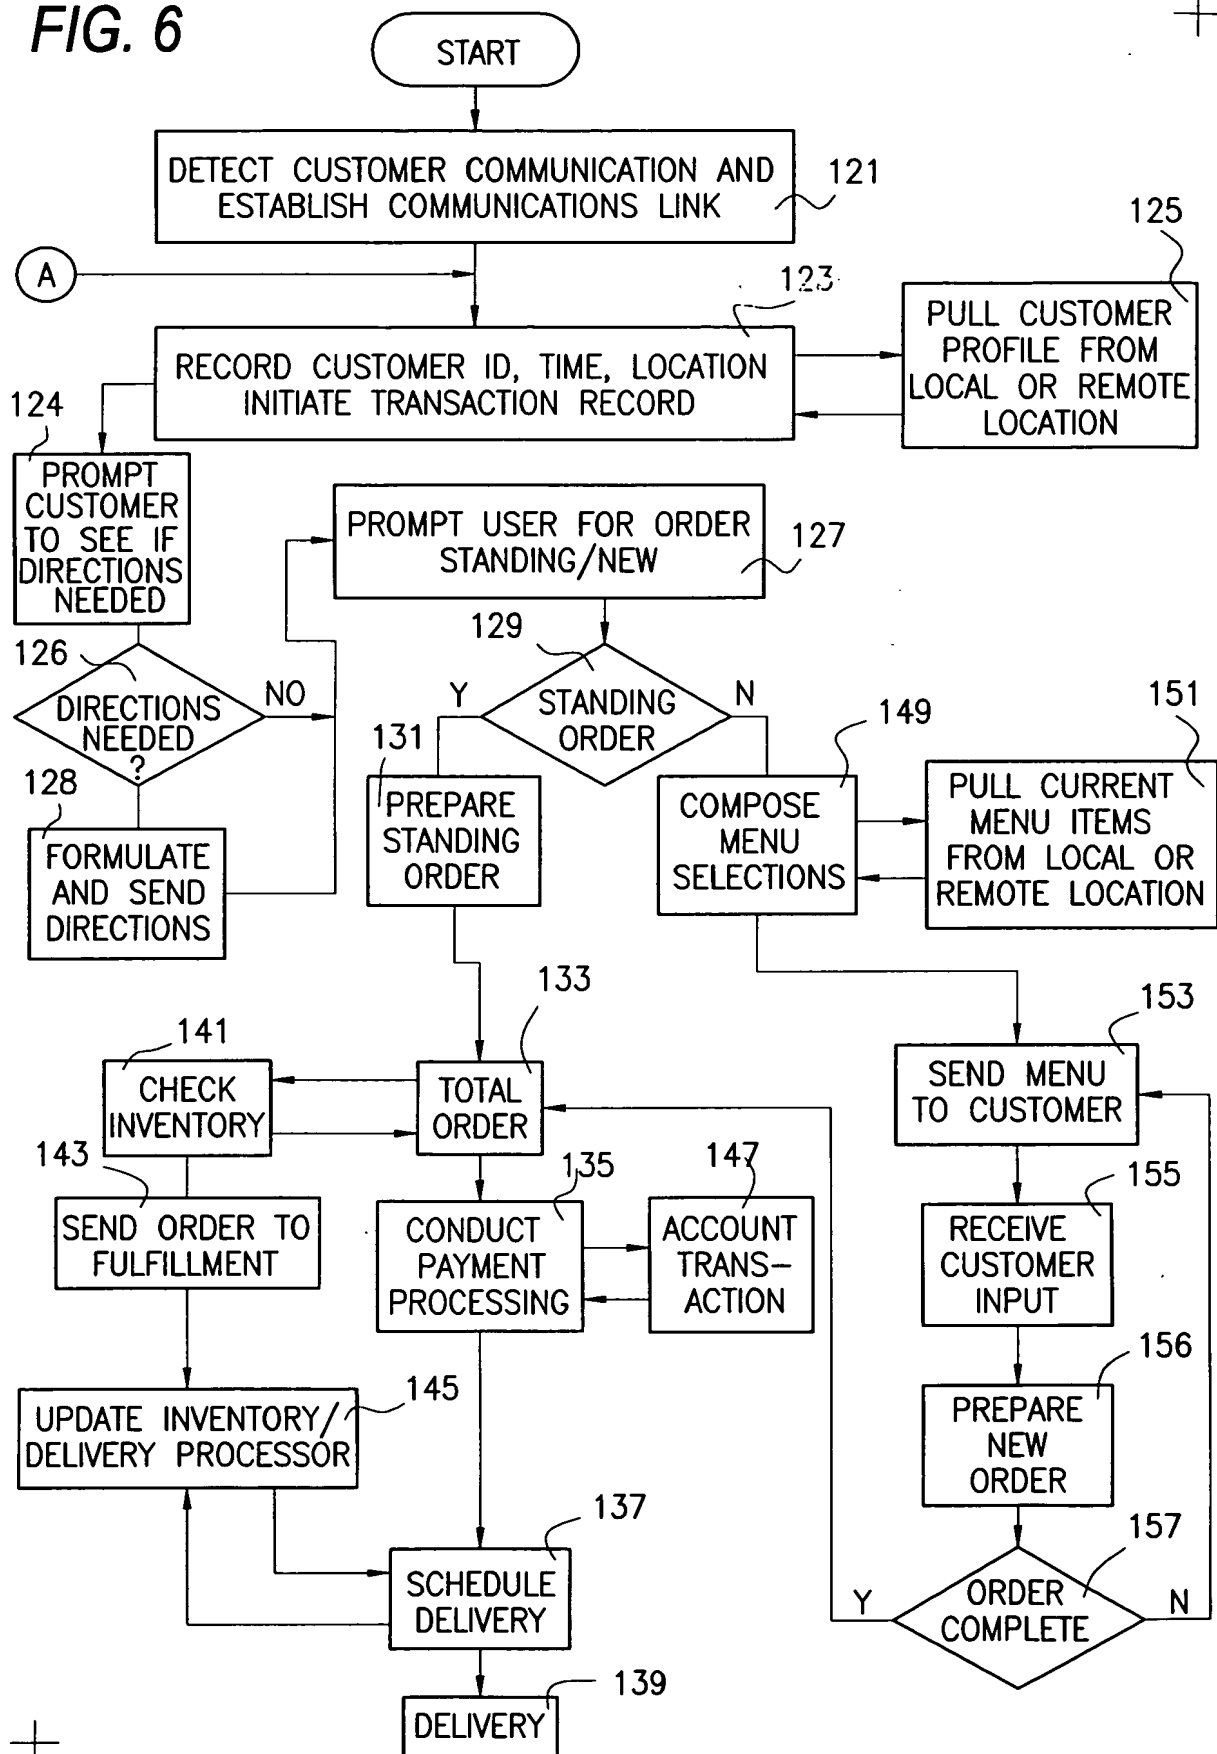 FIG. 6
START
DETECT CUSTOMER COMMUNICATION AND
ESTABLISH COMMUNICATIONS LINK
121
A
125
123
PULL CUSTOMER
PROFILE FROM
LOCAL OR REMOTE
LOCATION
RECORD CUSTOMER ID, TIME, LOCATION
INITIATE TRANSACTION RECORD
124
PROMPT
CUSTOMER
TO SEE IF
DIRECTIONS
NEEDED
PROMPT USER FOR ORDER
STANDING/NEW
127
126
DIRECTIONS
NEEDED
?
NO
129
STANDING
ORDER
Y
N
128
FORMULATE
AND SEND
DIRECTIONS
131
PREPARE
STANDING
ORDER
149
COMPOSE
MENU
SELECTIONS
151
PULL CURRENT
MENU ITEMS
FROM LOCAL OR
REMOTE LOCATION
133
TOTAL
ORDER
141
CHECK
INVENTORY
153
SEND MENU
TO CUSTOMER
143
SEND ORDER TO
FULFILLMENT
135
CONDUCT
PAYMENT
PROCESSING
147
ACCOUNT
TRANS-
ACTION
155
RECEIVE
CUSTOMER
INPUT
145
UPDATE INVENTORY/
DELIVERY PROCESSOR
156
PREPARE
NEW
ORDER
137
SCHEDULE
DELIVERY
157
ORDER
COMPLETE
Y
N
139
DELIVERY